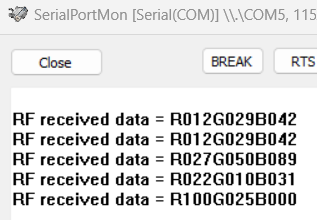 SerialPortMon [Serial(COM)] \\.\COM5, 115
Close
BREAK
RTS
RF received data = R012G029B042
RF received data = R012G029B042
RF received data = R027G050B089
RF received data = R022G010B031
RF received data = R100G025B000